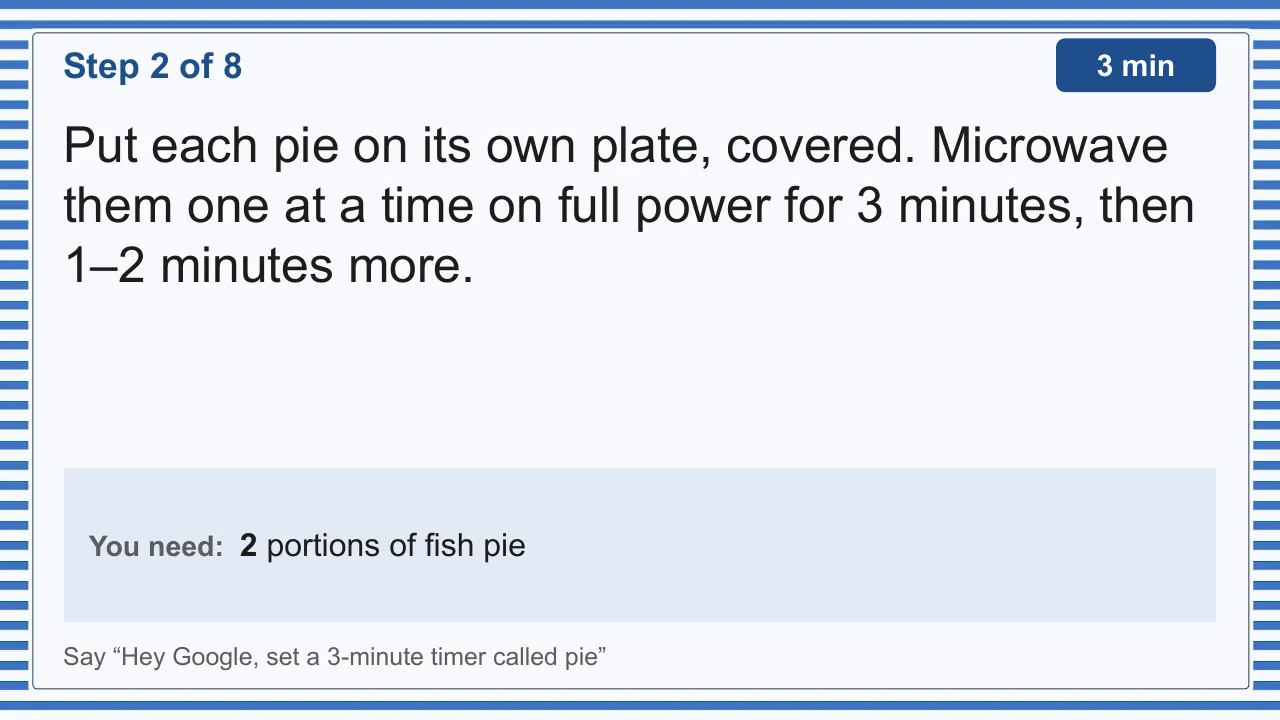 Step 2 of 8
3 min
Put each pie on its own plate, covered. Microwave
them one at a time on full power for 3 minutes, then
1–2 minutes more.
You need: 2 portions of fish pie
Say “Hey Google, set a 3-minute timer called pie”